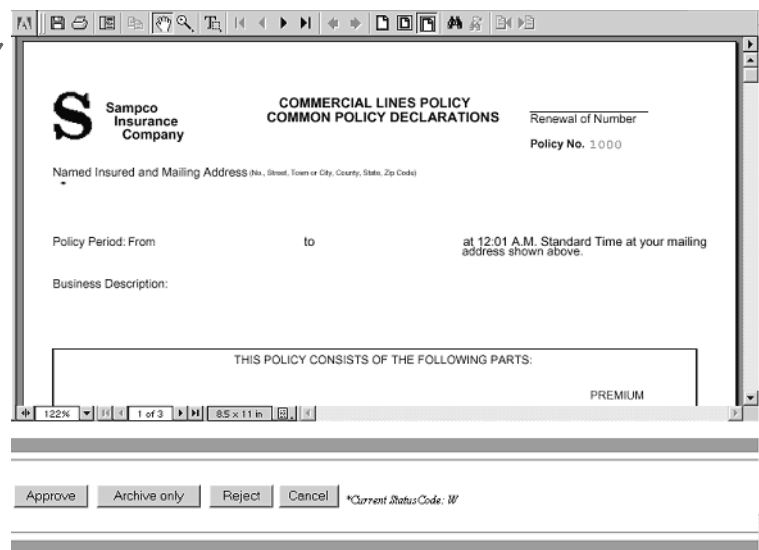 Sampco
Insurance
Company
COMMERCIAL LINES POLICY
COMMON POLICY DECLARATIONS
Renewal of Number
Policy No. 1000
Named Insured and Mailing Address (No., Street, Town or City, County, State, Zip Code)
Policy Period: From to at 12:01 A.M. Standard Time at your mailing
address shown above.
Business Description:
THIS POLICY CONSISTS OF THE FOLLOWING PARTS:
PREMIUM
122% 1 of 3 8.5 x 11 in
Approve Archive only Reject Cancel *Current Status Code: W